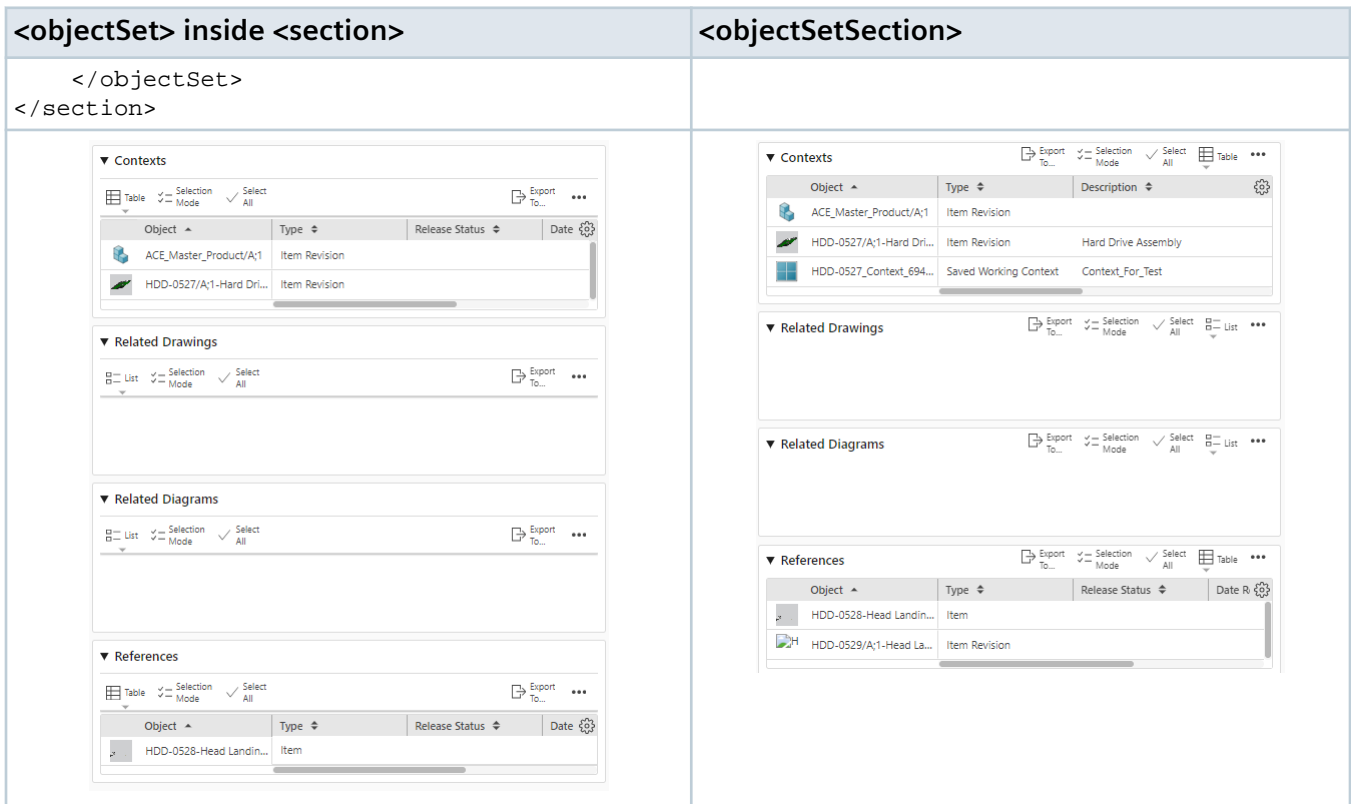 <objectSet> inside <section>
<objectSetSection>
</objectSet>
</section>
Contexts
Table Selection Mode Select All Export To... •••
Object Type Release Status Date
ACE_Master_Product/A;1 Item Revision
HDD-0527/A;1-Hard Dri... Item Revision
Related Drawings
List Selection Mode Select All Export To... •••
Related Diagrams
List Selection Mode Select All Export To... •••
References
Table Selection Mode Select All Export To... •••
Object Type Release Status Date
HDD-0528-Head Landin... Item
Contexts Export To... Selection Mode Select All Table •••
Object Type Description
ACE_Master_Product/A;1 Item Revision
HDD-0527/A;1-Hard Dri... Item Revision Hard Drive Assembly
HDD-0527_Context_694... Saved Working Context Context_For_Test
Related Drawings Export To... Selection Mode Select All List •••
Related Diagrams Export To... Selection Mode Select All List •••
References Export To... Selection Mode Select All Table •••
Object Type Release Status Date R
HDD-0528-Head Landin... Item
H HDD-0529/A;1-Head La... Item Revision